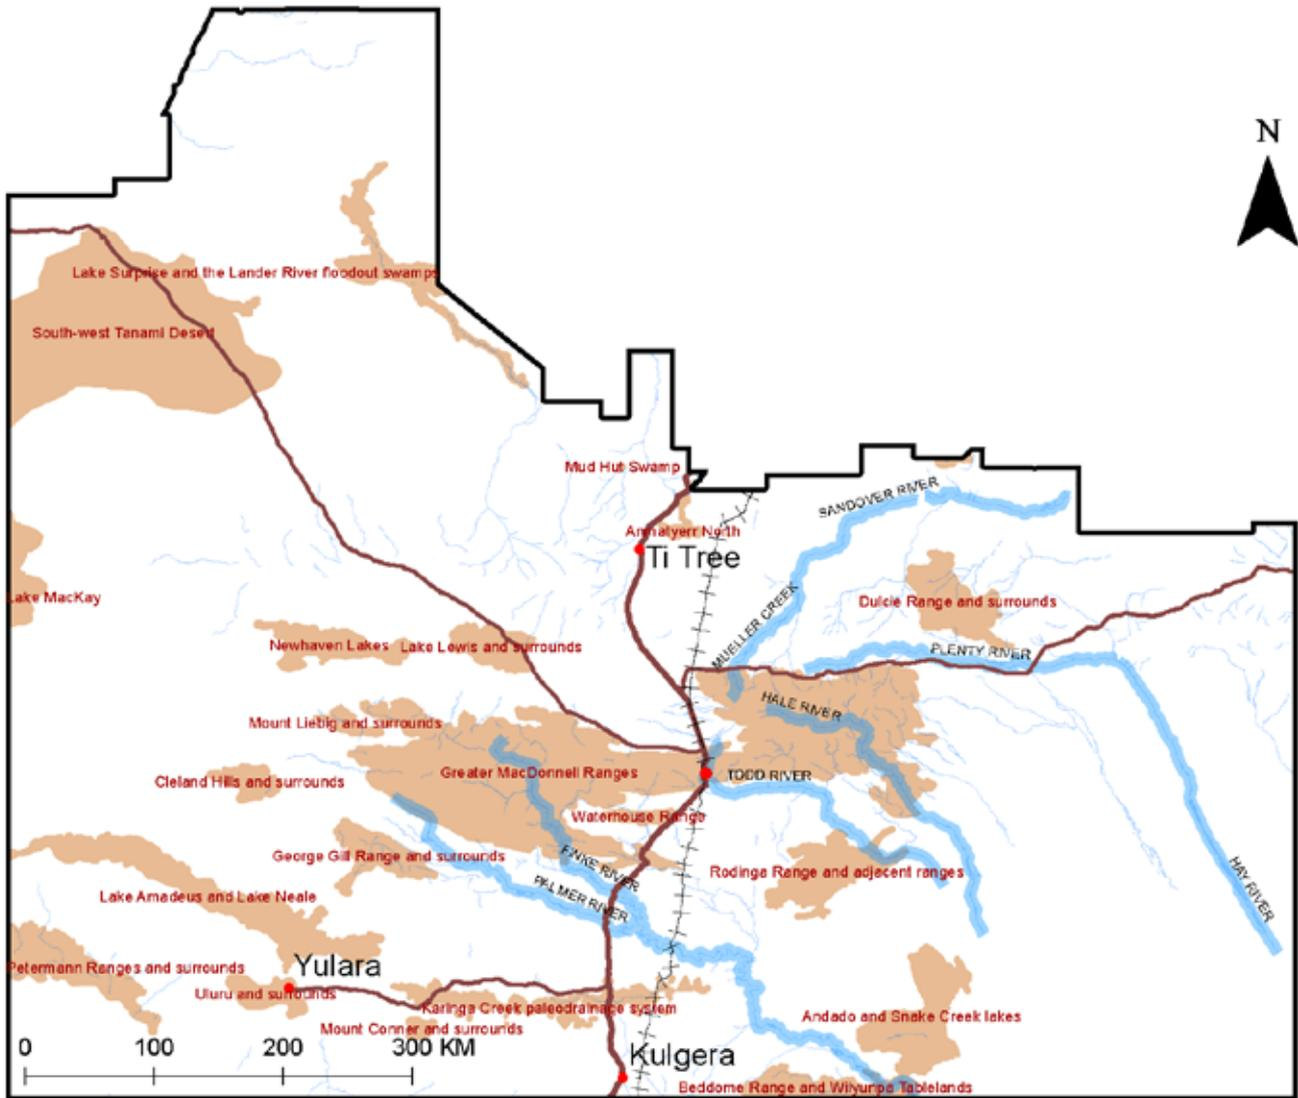 N
Lake Surprise and the Lander River floodout swamps
South-west Tanami Desert
Mud Hut Swamp
SANDOVER RIVER
Anmatyerr North
Ti Tree
Lake MacKay
Dulcie Range and surrounds
MUELLER CREEK
Newhaven Lakes
Lake Lewis and surrounds
PLENTY RIVER
HALE RIVER
Mount Liebig and surrounds
Greater MacDonnell Ranges
TODD RIVER
Cleland Hills and surrounds
Waterhouse Range
George Gill Range and surrounds
FINKE RIVER
Rodinga Range and adjacent ranges
PALMER RIVER
HAY RIVER
Lake Amadeus and Lake Neale
Yulara
Petermann Ranges and surrounds
Uluru and surrounds
Karinga Creek paleodrainage system
Mount Conner and surrounds
Andado and Snake Creek lakes
0 100 200 300 KM
Kulgera
Beddome Range and Wilyunpa Tablelands